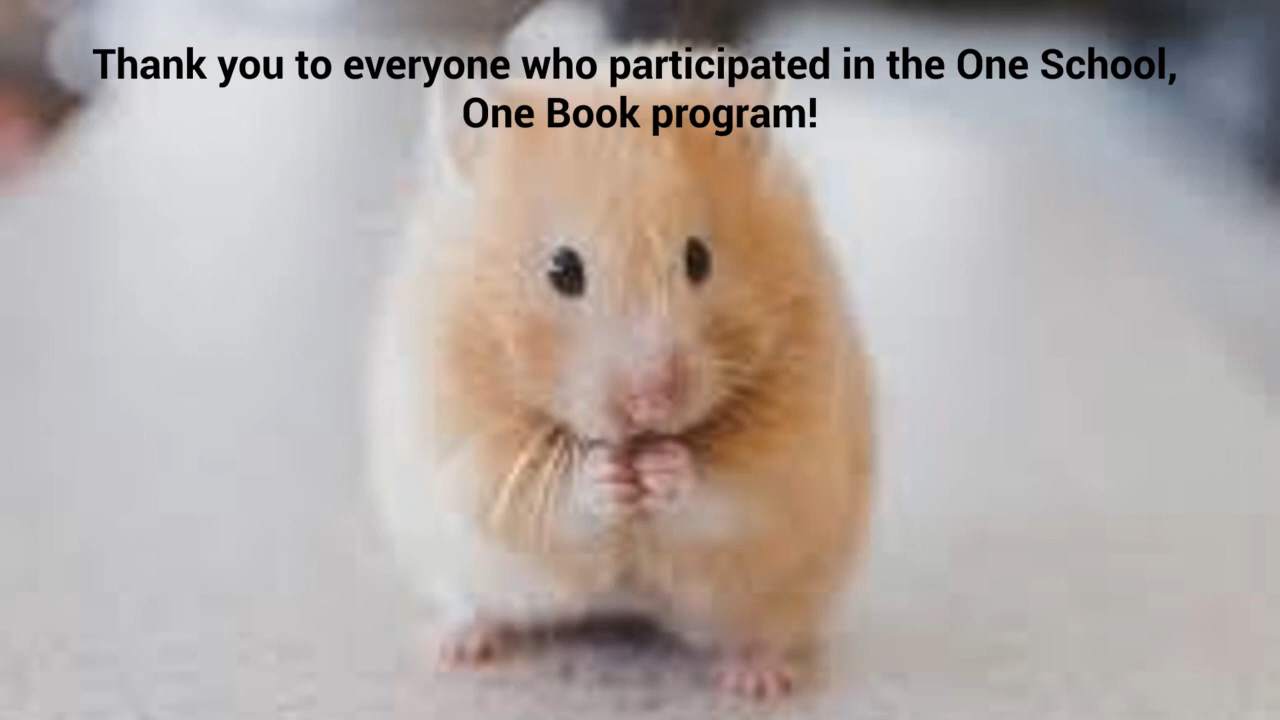 Thank you to everyone who participated in the One School,
One Book program!